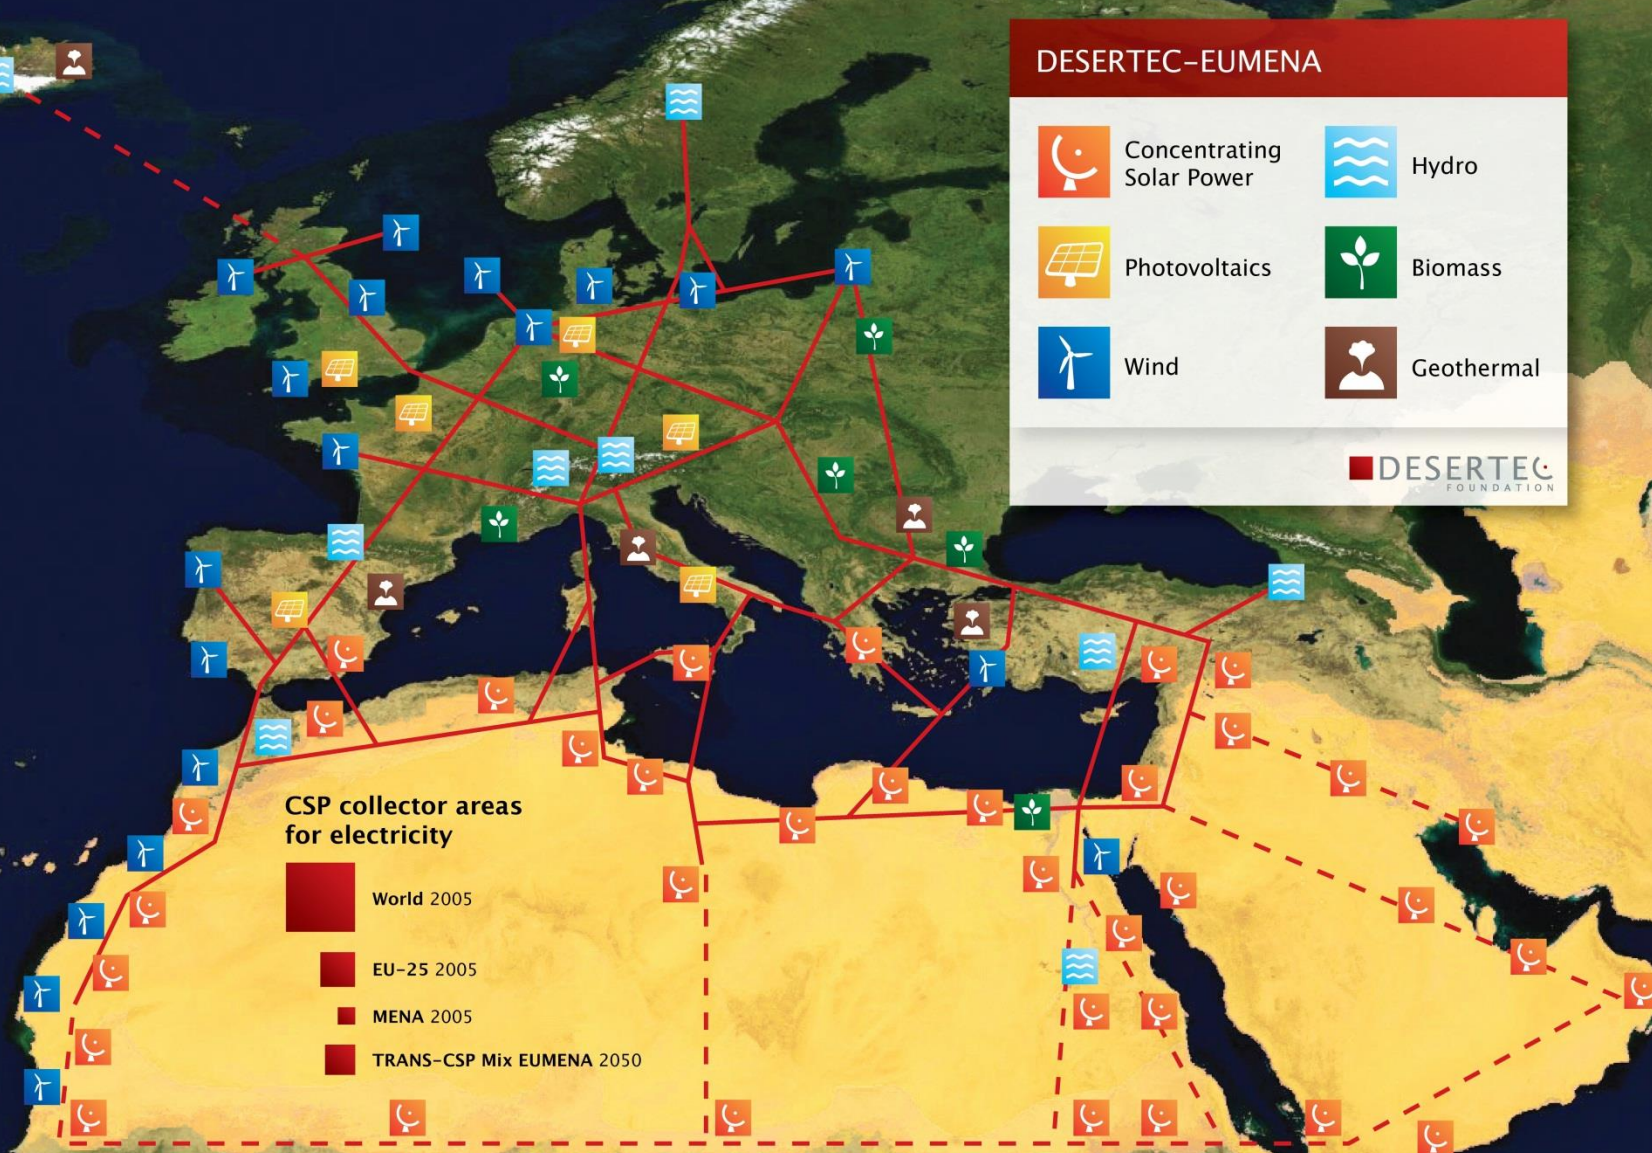 DESERTEC–EUMENA
Concentrating
Solar Power
Hydro
Photovoltaics
Biomass
Wind
Geothermal
DESERTEC
FOUNDATION
CSP collector areas
for electricity
World 2005
EU–25 2005
MENA 2005
TRANS–CSP Mix EUMENA 2050